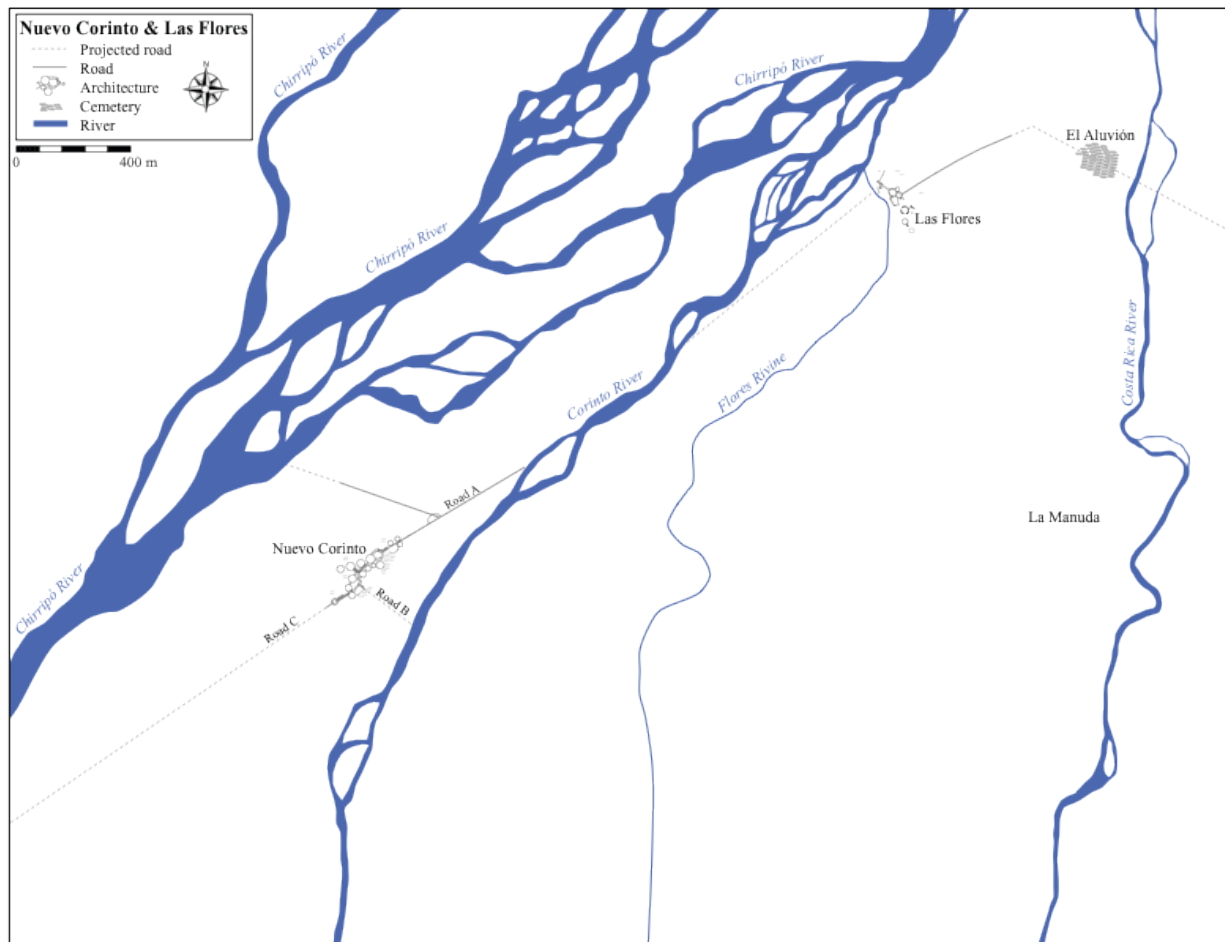 Nuevo Corinto & Las Flores
Projected road
Road
Architecture
Cemetery
River
N
0 400 m
Chirripó River
Chirripó River
Chirripó River
Chirripó River
El Aluvión
Las Flores
Costa Rica River
Flores Rivine
Corinto River
Road A
La Manuda
Nuevo Corinto
Road B
Road C